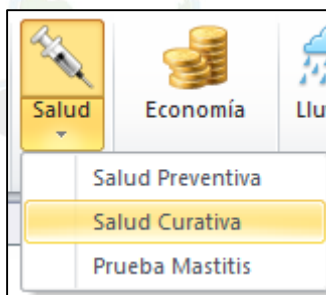 Salud Economía Llu
Salud Preventiva
Salud Curativa
Prueba Mastitis